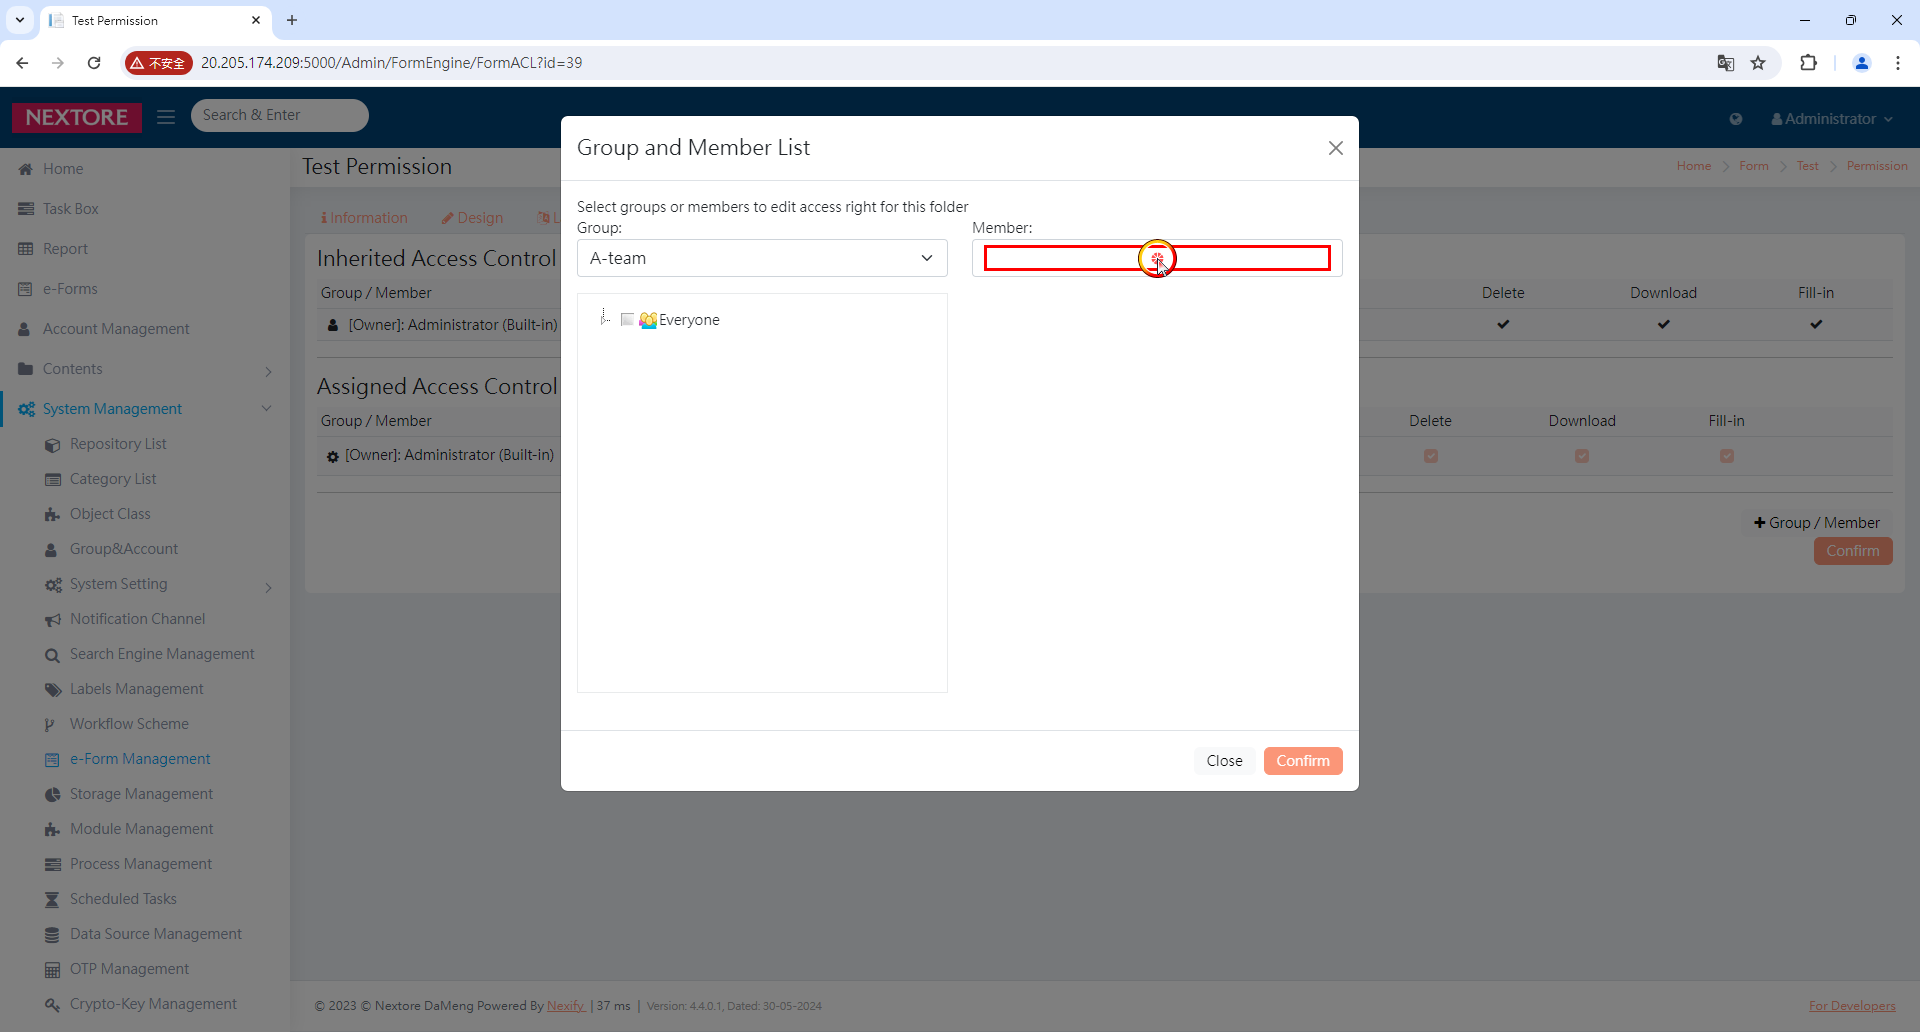 Test Permission
不安全
20.205.174.209:5000/Admin/FormEngine/FormACL?id=39
NEXTORE
Search & Enter
Administrator
Home
Task Box
Report
e-Forms
Account Management
Contents
System Management
Repository List
Category List
Object Class
Group&Account
System Setting
Notification Channel
Search Engine Management
Labels Management
Workflow Scheme
e-Form Management
Storage Management
Module Management
Process Management
Scheduled Tasks
Data Source Management
OTP Management
Crypto-Key Management
Test Permission
Home > Form > Test > Permission
Information
Design
L
Inherited Access Control
Group / Member
Delete
Download
Fill-in
[Owner]: Administrator (Built-in)
Assigned Access Control
Group / Member
Delete
Download
Fill-in
[Owner]: Administrator (Built-in)
+ Group / Member
Confirm
Group and Member List
Select groups or members to edit access right for this folder
Group:
Member:
A-team
Everyone
Close
Confirm
© 2023 © Nextore DaMeng Powered By Nexify | 37 ms | Version: 4.4.0.1, Dated: 30-05-2024
For Developers